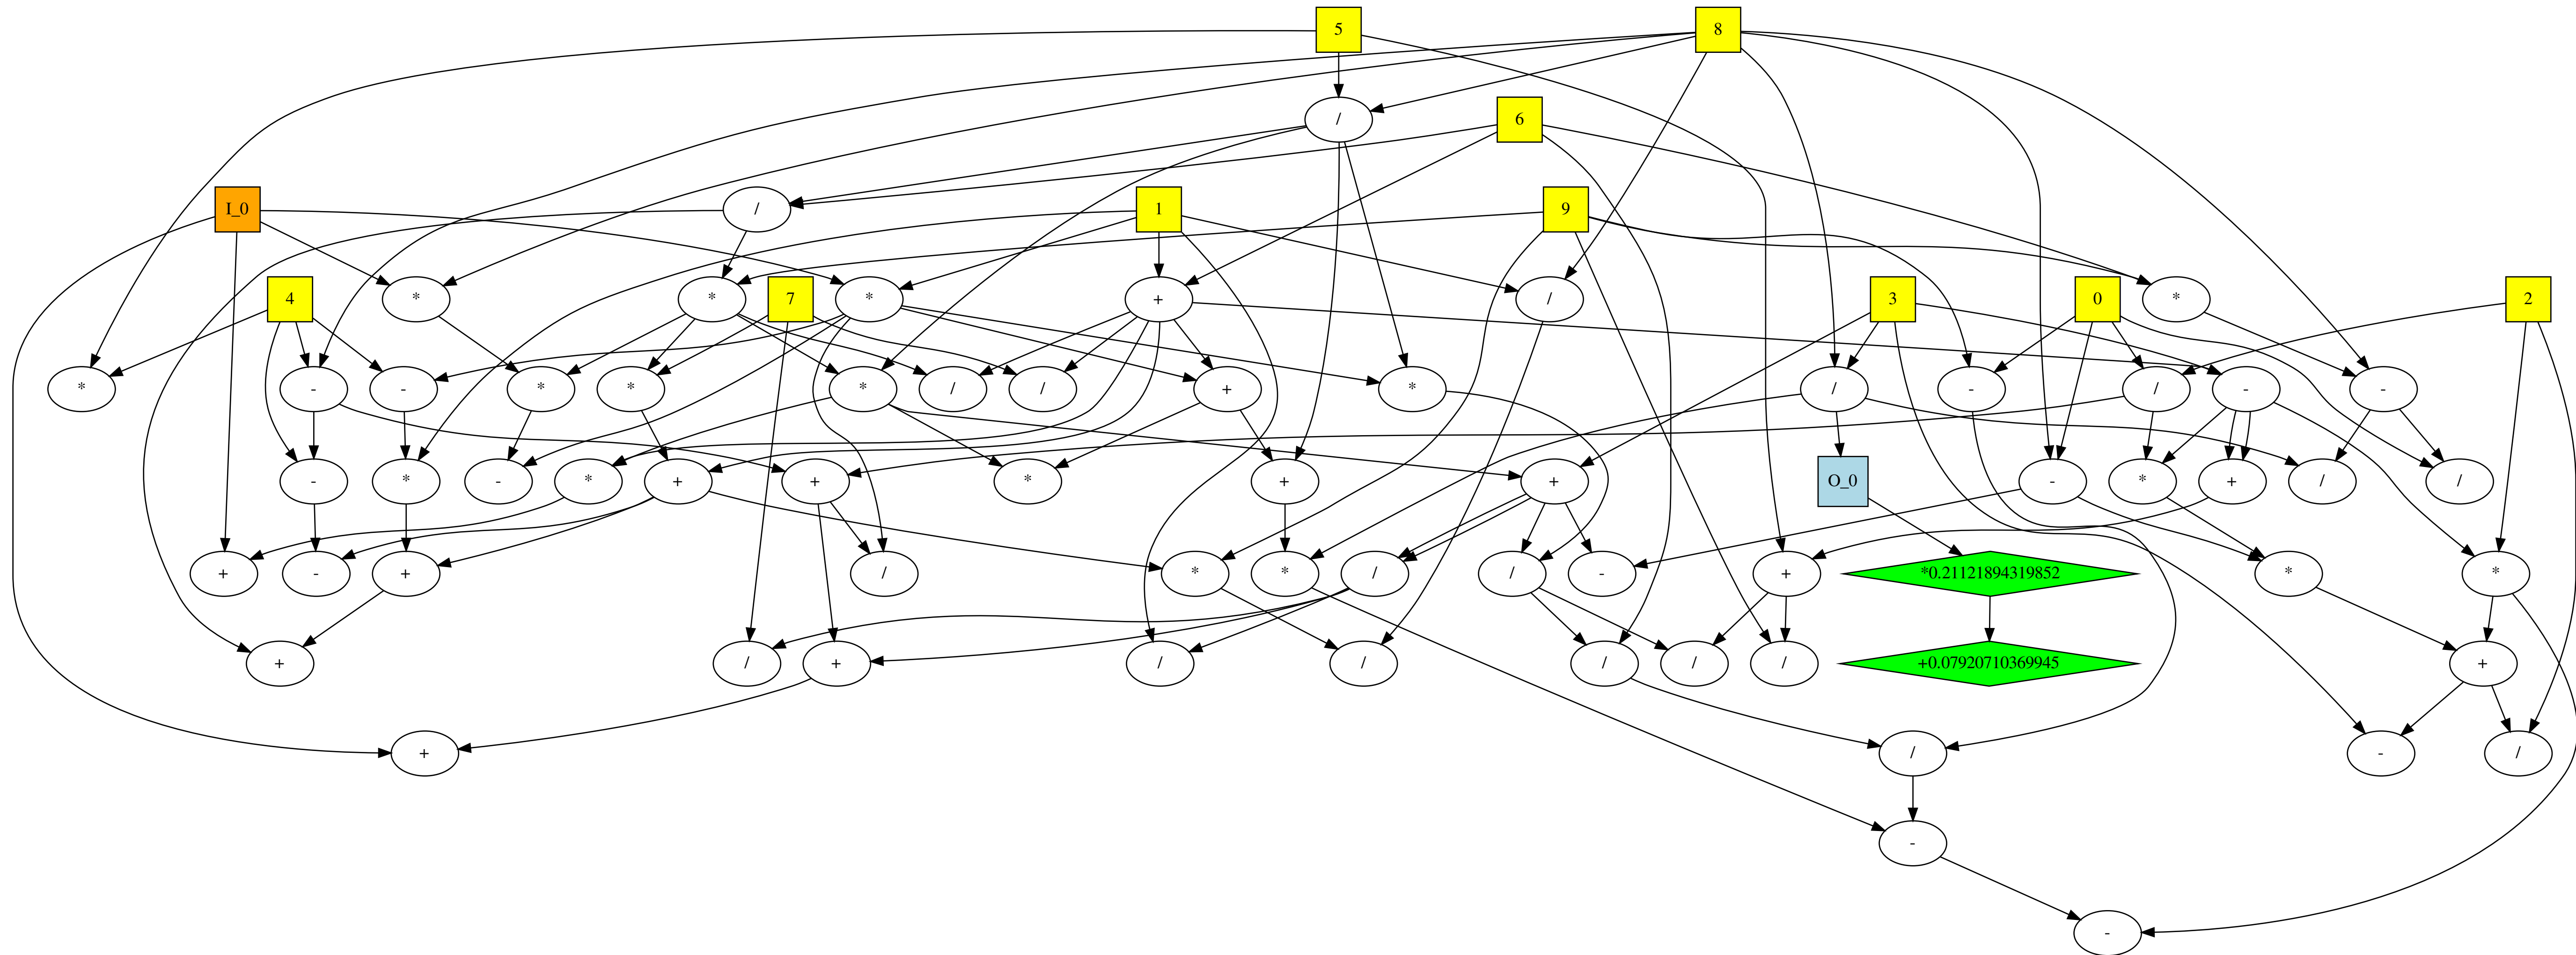 5 8
/ 6
I_0 / 1 9
4 * * 7 * + / 3 0 * 2
* - - * * * / / + * / - / - -
- * - * + + * + + O_0 - * + / /
+ - + / * * / / - + *0.21121894319852 * *
+ / + / / / / / +0.07920710369945 +
+ / - /
-
-